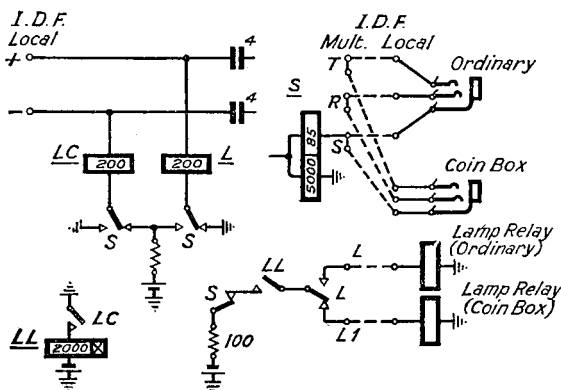 I.D.F.
Local
+
4
−
4
LC
200
200
L
S
S
I.D.F.
Mult. Local
T
R
S
Ordinary
Coin Box
S
85
5000
LC
LL
2000
S
LL
L
100
L
L1
Lamp Relay
(Ordinary)
Lamp Relay
(Coin Box)